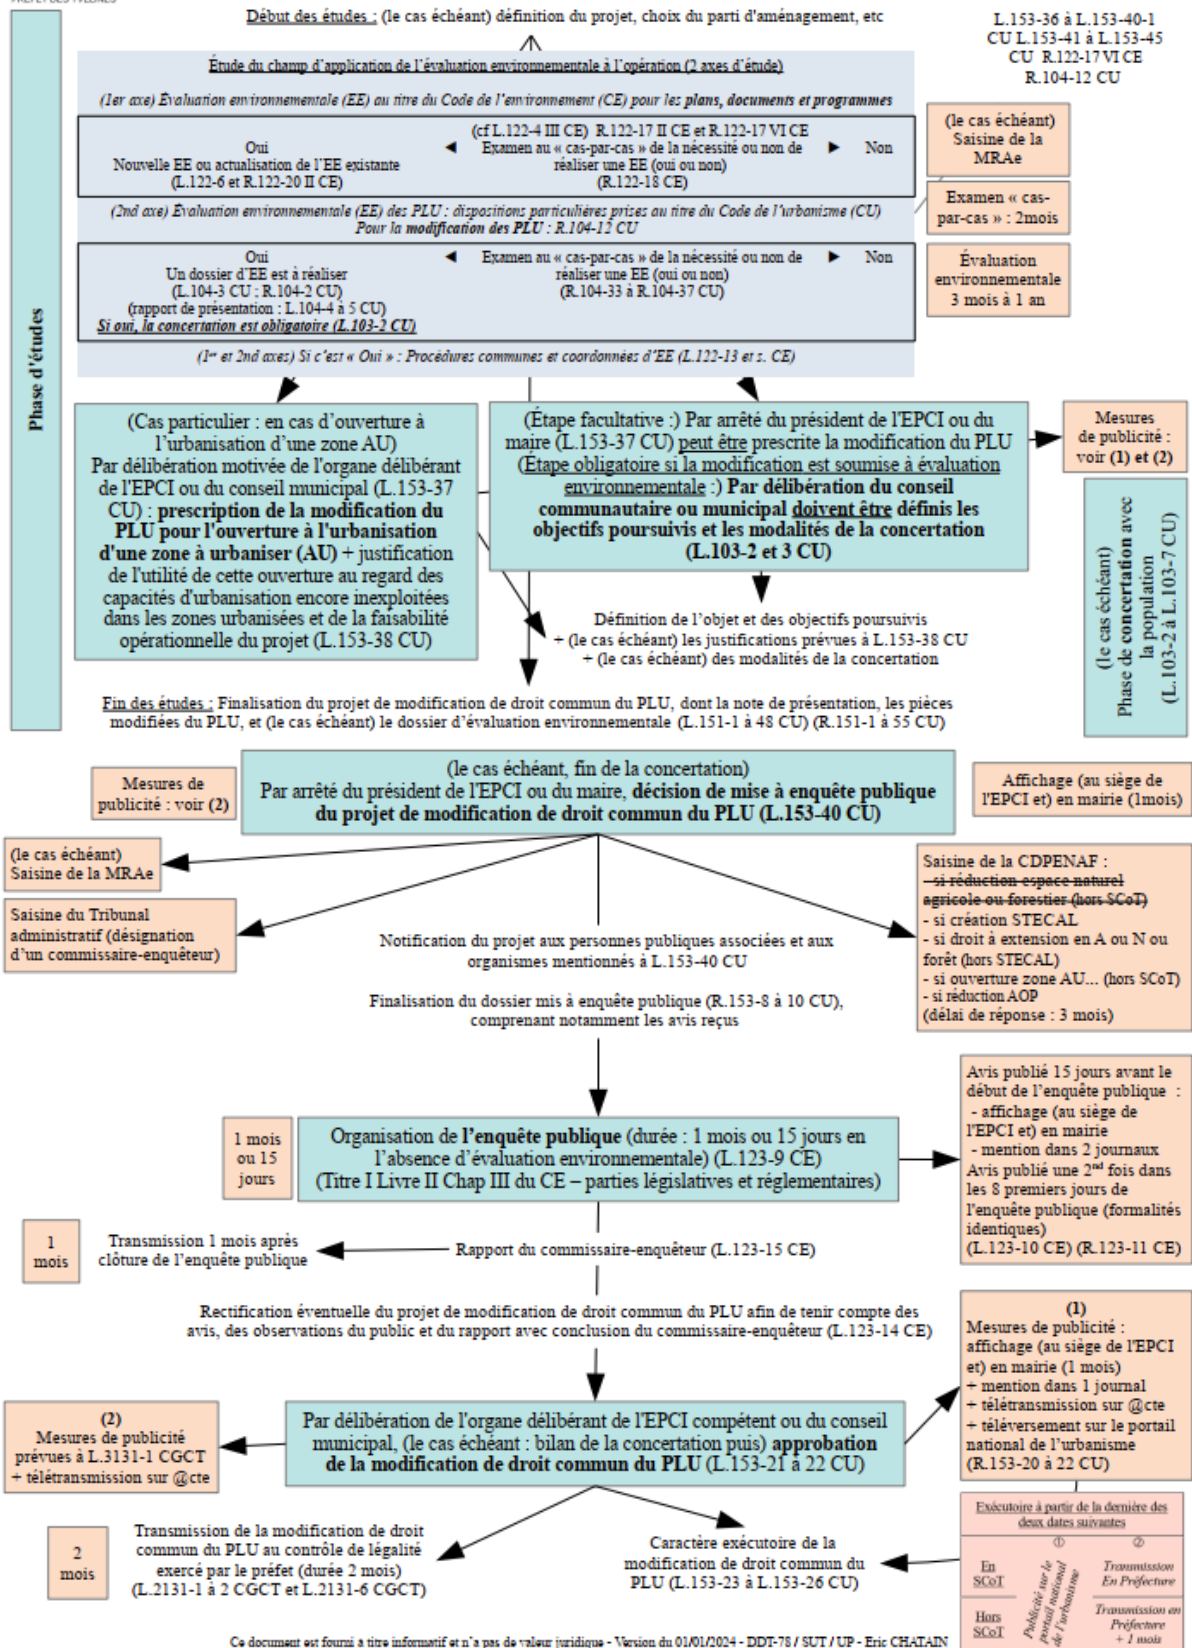 PRÉFET DES YVELINES
Début des études : (le cas échéant) définition du projet, choix du parti d'aménagement, etc
L.153-36 à L.153-40-1
CU L.153-41 à L.153-45
CU R.122-17 VI CE
R.104-12 CU
Étude du champ d'application de l'évaluation environnementale à l'opération (2 axes d'étude)
(1er axe) Évaluation environnementale (EE) au titre du Code de l'environnement (CE) pour les plans, documents et programmes
Oui
Nouvelle EE ou actualisation de l'EE existante
(L.122-6 et R.122-20 II CE)
◄
(cf L.122-4 III CE) R.122-17 II CE et R.122-17 VI CE
Examen au « cas-par-cas » de la nécessité ou non de
réaliser une EE (oui ou non)
(R.122-18 CE)
► Non
(le cas échéant)
Saisine de la
MRAe
Examen « cas-
par-cas » : 2mois
(2nd axe) Évaluation environnementale (EE) des PLU : dispositions particulières prises au titre du Code de l'urbanisme (CU)
Pour la modification des PLU : R.104-12 CU
Oui
Un dossier d'EE est à réaliser
(L.104-3 CU ; R.104-2 CU)
(rapport de présentation : L.104-4 à 5 CU)
Si oui, la concertation est obligatoire (L.103-2 CU)
◄
Examen au « cas-par-cas » de la nécessité ou non de
réaliser une EE (oui ou non)
(R.104-33 à R.104-37 CU)
► Non
Évaluation
environnementale
3 mois à 1 an
(1er et 2nd axes) Si c'est « Oui » : Procédures communes et coordonnées d'EE (L.122-13 et s. CE)
Phase d'études
(Cas particulier : en cas d'ouverture à
l'urbanisation d'une zone AU)
Par délibération motivée de l'organe délibérant
de l'EPCI ou du conseil municipal (L.153-37
CU) : prescription de la modification du
PLU pour l'ouverture à l'urbanisation
d'une zone à urbaniser (AU) + justification
de l'utilité de cette ouverture au regard des
capacités d'urbanisation encore inexploitées
dans les zones urbanisées et de la faisabilité
opérationnelle du projet (L.153-38 CU)
(Étape facultative :) Par arrêté du président de l'EPCI ou du
maire (L.153-37 CU) peut être prescrite la modification du PLU
(Étape obligatoire si la modification est soumise à évaluation
environnementale :) Par délibération du conseil
communautaire ou municipal doivent être définis les
objectifs poursuivis et les modalités de la concertation
(L.103-2 et 3 CU)
Mesures
de publicité :
voir (1) et (2)
(le cas échéant)
Phase de concertation avec
la population
(L.103-2 à L.103-7 CU)
Définition de l'objet et des objectifs poursuivis
+ (le cas échéant) les justifications prévues à L.153-38 CU
+ (le cas échéant) des modalités de la concertation
Fin des études : Finalisation du projet de modification de droit commun du PLU, dont la note de présentation, les pièces
modifiées du PLU, et (le cas échéant) le dossier d'évaluation environnementale (L.151-1 à 48 CU) (R.151-1 à 55 CU)
Mesures de
publicité : voir (2)
(le cas échéant, fin de la concertation)
Par arrêté du président de l'EPCI ou du maire, décision de mise à enquête publique
du projet de modification de droit commun du PLU (L.153-40 CU)
Affichage (au siège de
l'EPCI et) en mairie (1mois)
(le cas échéant)
Saisine de la MRAe
Saisine du Tribunal
administratif (désignation
d'un commissaire-enquêteur)
Notification du projet aux personnes publiques associées et aux
organismes mentionnés à L.153-40 CU
Finalisation du dossier mis à enquête publique (R.153-8 à 10 CU),
comprenant notamment les avis reçus
Saisine de la CDPENAF :
- si réduction espace naturel
agricole ou forestier (hors SCoT)
- si création STECAL
- si droit à extension en A ou N ou
forêt (hors STECAL)
- si ouverture zone AU... (hors SCoT)
- si réduction AOP
(délai de réponse : 3 mois)
1 mois
ou 15
jours
Organisation de l'enquête publique (durée : 1 mois ou 15 jours en
l'absence d'évaluation environnementale) (L.123-9 CE)
(Titre I Livre II Chap III du CE – parties législatives et réglementaires)
Avis publié 15 jours avant le
début de l'enquête publique :
- affichage (au siège de
l'EPCI et) en mairie
- mention dans 2 journaux
Avis publié une 2nd fois dans
les 8 premiers jours de
l'enquête publique (formalités
identiques)
(L.123-10 CE) (R.123-11 CE)
1
mois
Transmission 1 mois après
clôture de l'enquête publique
Rapport du commissaire-enquêteur (L.123-15 CE)
Rectification éventuelle du projet de modification de droit commun du PLU afin de tenir compte des
avis, des observations du public et du rapport avec conclusion du commissaire-enquêteur (L.123-14 CE)
(1)
Mesures de publicité :
affichage (au siège de l'EPCI
et) en mairie (1 mois)
+ mention dans 1 journal
+ télétransmission sur @cte
+ téléversement sur le portail
national de l'urbanisme
(R.153-20 à 22 CU)
(2)
Mesures de publicité
prévues à L.3131-1 CGCT
+ télétransmission sur @cte
Par délibération de l'organe délibérant de l'EPCI compétent ou du conseil
municipal, (le cas échéant : bilan de la concertation puis) approbation
de la modification de droit commun du PLU (L.153-21 à 22 CU)
2
mois
Transmission de la modification de droit
commun du PLU au contrôle de légalité
exercé par le préfet (durée 2 mois)
(L.2131-1 à 2 CGCT et L.2131-6 CGCT)
Caractère exécutoire de la
modification de droit commun du
PLU (L.153-23 à L.153-26 CU)
Exécutoire à partir de la dernière des
deux dates suivantes
① ②
En
SCoT
Publicité sur le
portail national
de l'urbanisme
Transmission
En Préfecture
Hors
SCoT
Transmission en
Préfecture
+ 1 mois
Ce document est fourni à titre informatif et n'a pas de valeur juridique - Version du 01/01/2024 - DDT-78 / SUT / UP - Eric CHATAIN